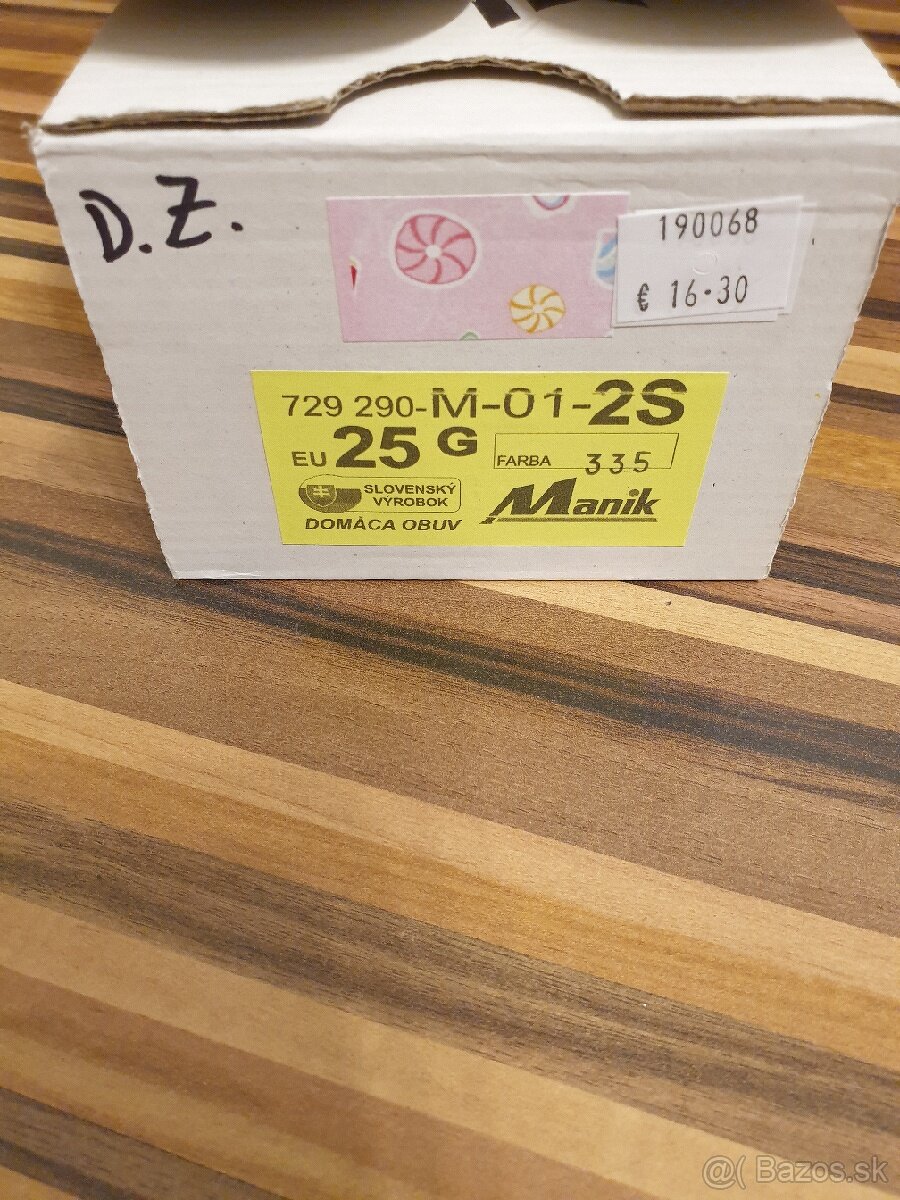 D.Z.
190068
€ 16.30
729 290-M-01-2S
EU 25 G FARBA 335
SLOVENSKÝ
VÝROBOK
DOMÁCA OBUV
Manik
@( Bazos.sk